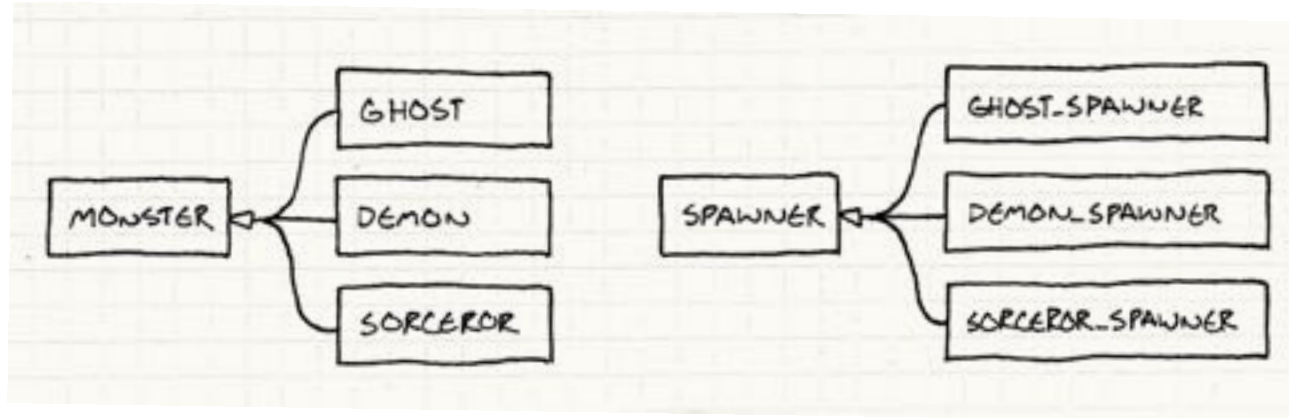 GHOST
GHOST_SPAWNER
MONSTER
DEMON
SPAWNER
DEMON_SPAWNER
SORCEROR
SORCEROR_SPAWNER